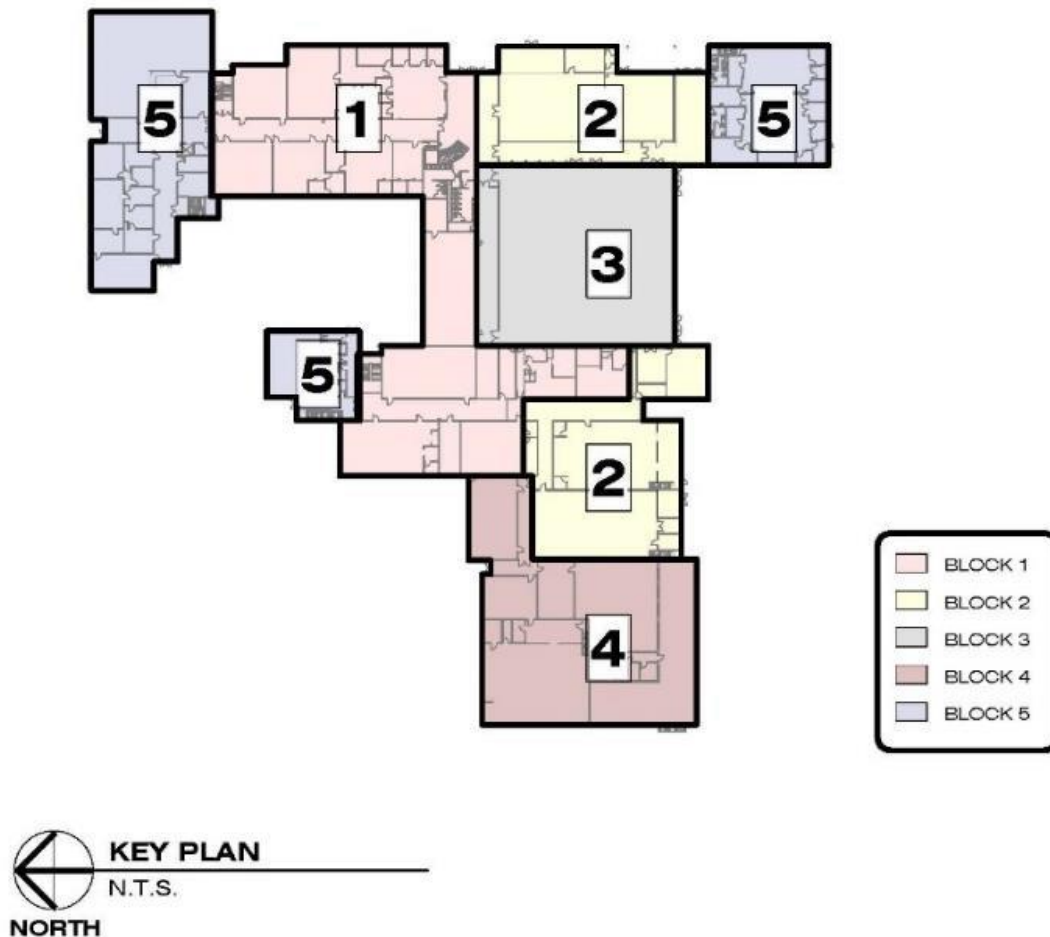 5
1
2
5
3
5
2
4
BLOCK 1
BLOCK 2
BLOCK 3
BLOCK 4
BLOCK 5
KEY PLAN
N.T.S.
NORTH